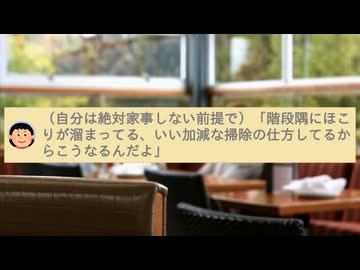 （自分は絶対家事しない前提で）「階段隅にほこ
りが溜まってる、いい加減な掃除の仕方してるか
らこうなるんだよ」